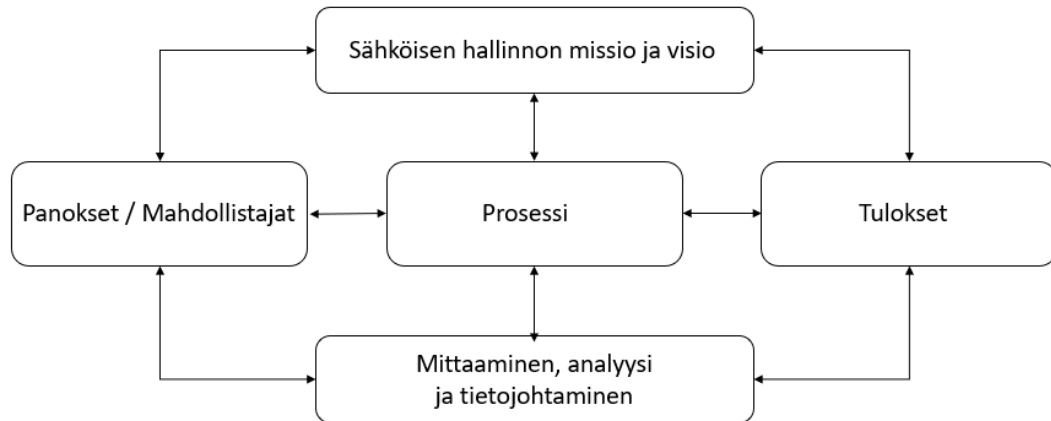 Sähköisen hallinnon missio ja visio
Panokset / Mahdollistajat
Prosessi
Tulokset
Mittaaminen, analyysi
ja tietojohtaminen